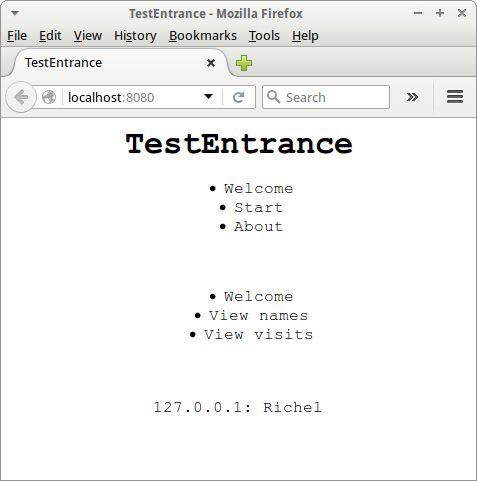 TestEntrance - Mozilla Firefox
File Edit View History Bookmarks Tools Help
TestEntrance
localhost:8080 Search
TestEntrance
• Welcome
• Start
• About
• Welcome
• View names
• View visits
127.0.0.1: Richel